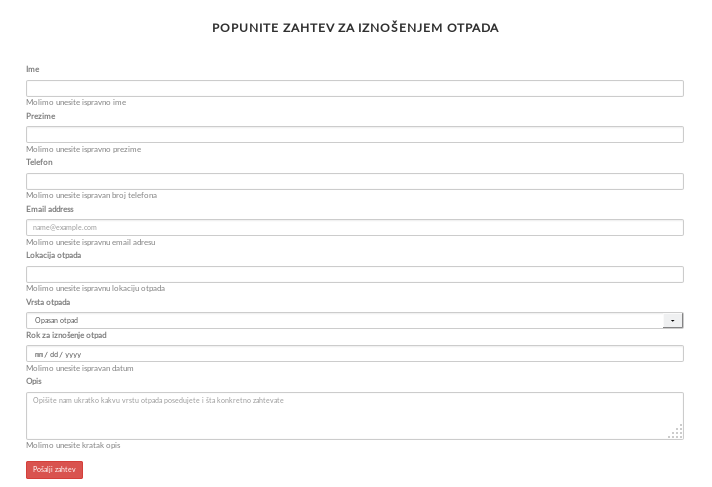 POPUNITE ZAHTEV ZA IZNOŠENJEM OTPADA
Ime
Molimo unesite ispravno ime
Prezime
Molimo unesite ispravno prezime
Telefon
Molimo unesite ispravan broj telefona
Email address
name@example.com
Molimo unesite ispravnu email adresu
Lokacija otpada
Molimo unesite ispravnu lokaciju otpada
Vrsta otpada
Opasan otpad
Rok za iznošenje otpad
mm / dd / yyyy
Molimo unesite ispravan datum
Opis
Opišite nam ukratko kakvu vrstu otpada posedujete i šta konkretno zahtevate
Molimo unesite kratak opis
Pošalji zahtev